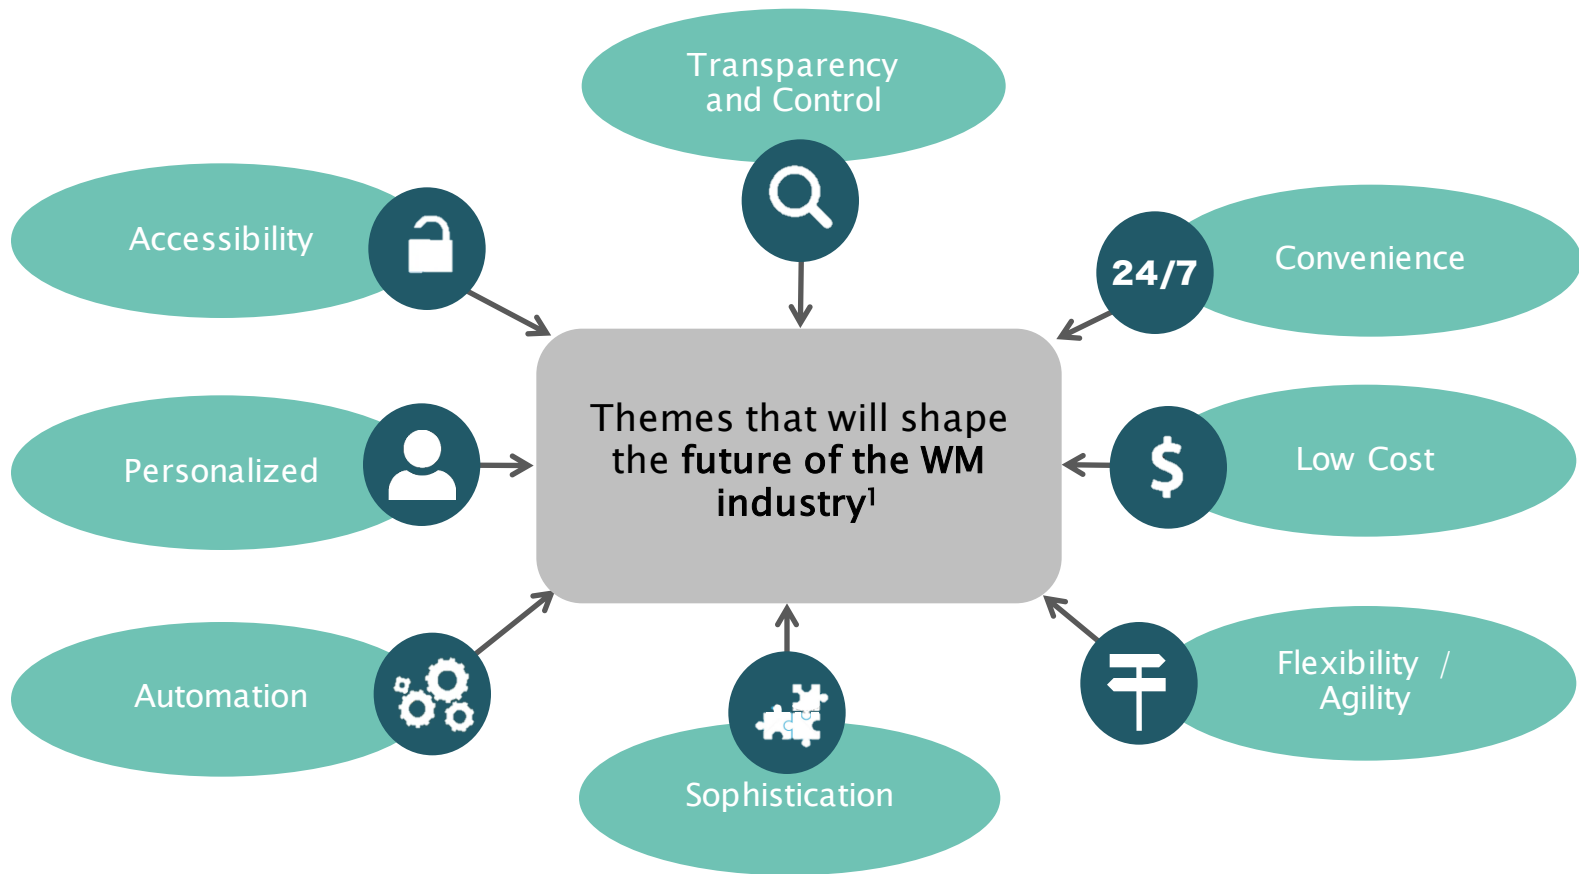 Transparency
and Control
Accessibility
24/7
Convenience
Themes that will shape
the future of the WM
industry¹
Personalized
$
Low Cost
Automation
Flexibility /
Agility
Sophistication